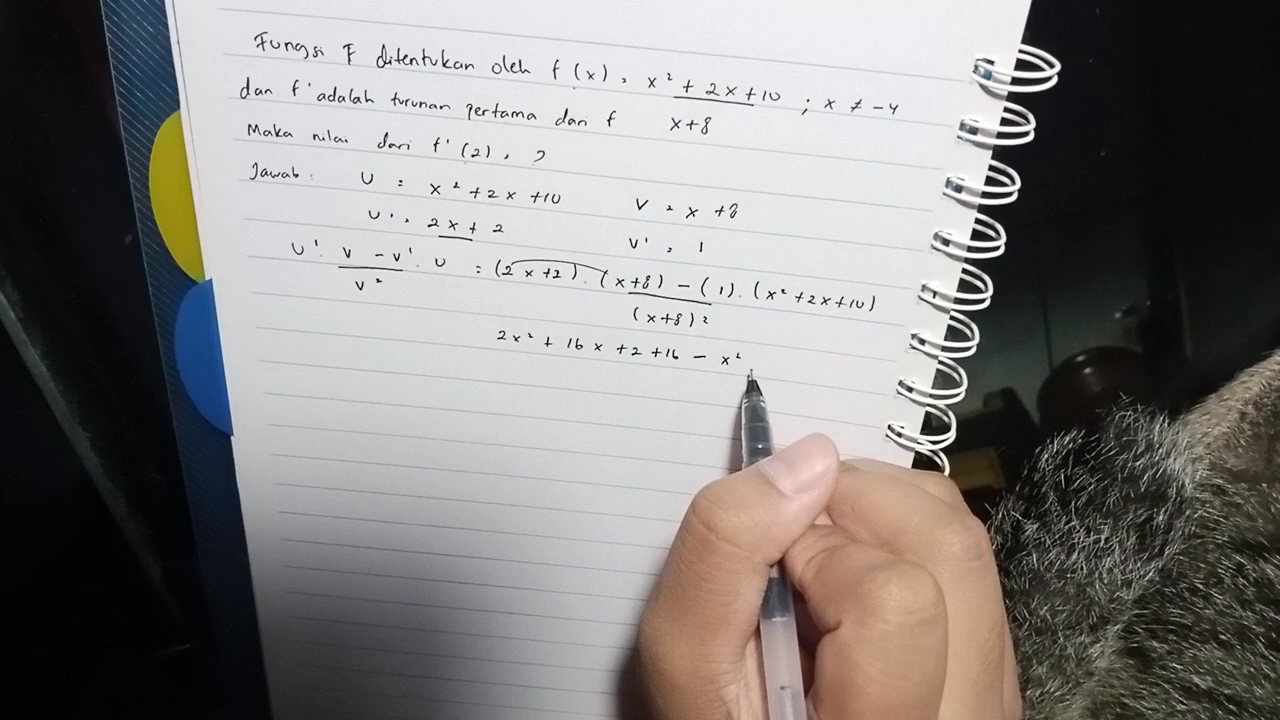 Fungsi F ditentukan oleh f(x) = x² + 2x + 10 ; x ≠ -4
dan f' adalah turunan pertama dan f x+8
Maka nilai dari f'(2) = ?
Jawab : U = x² + 2x + 10 V = x + 8
U' = 2x + 2 V' = 1
U' . V - V' . U = (2x+2) . (x+8) - (1) . (x² + 2x + 10)
V² (x+8)²
2x² + 16x + 2 + 16 - x²